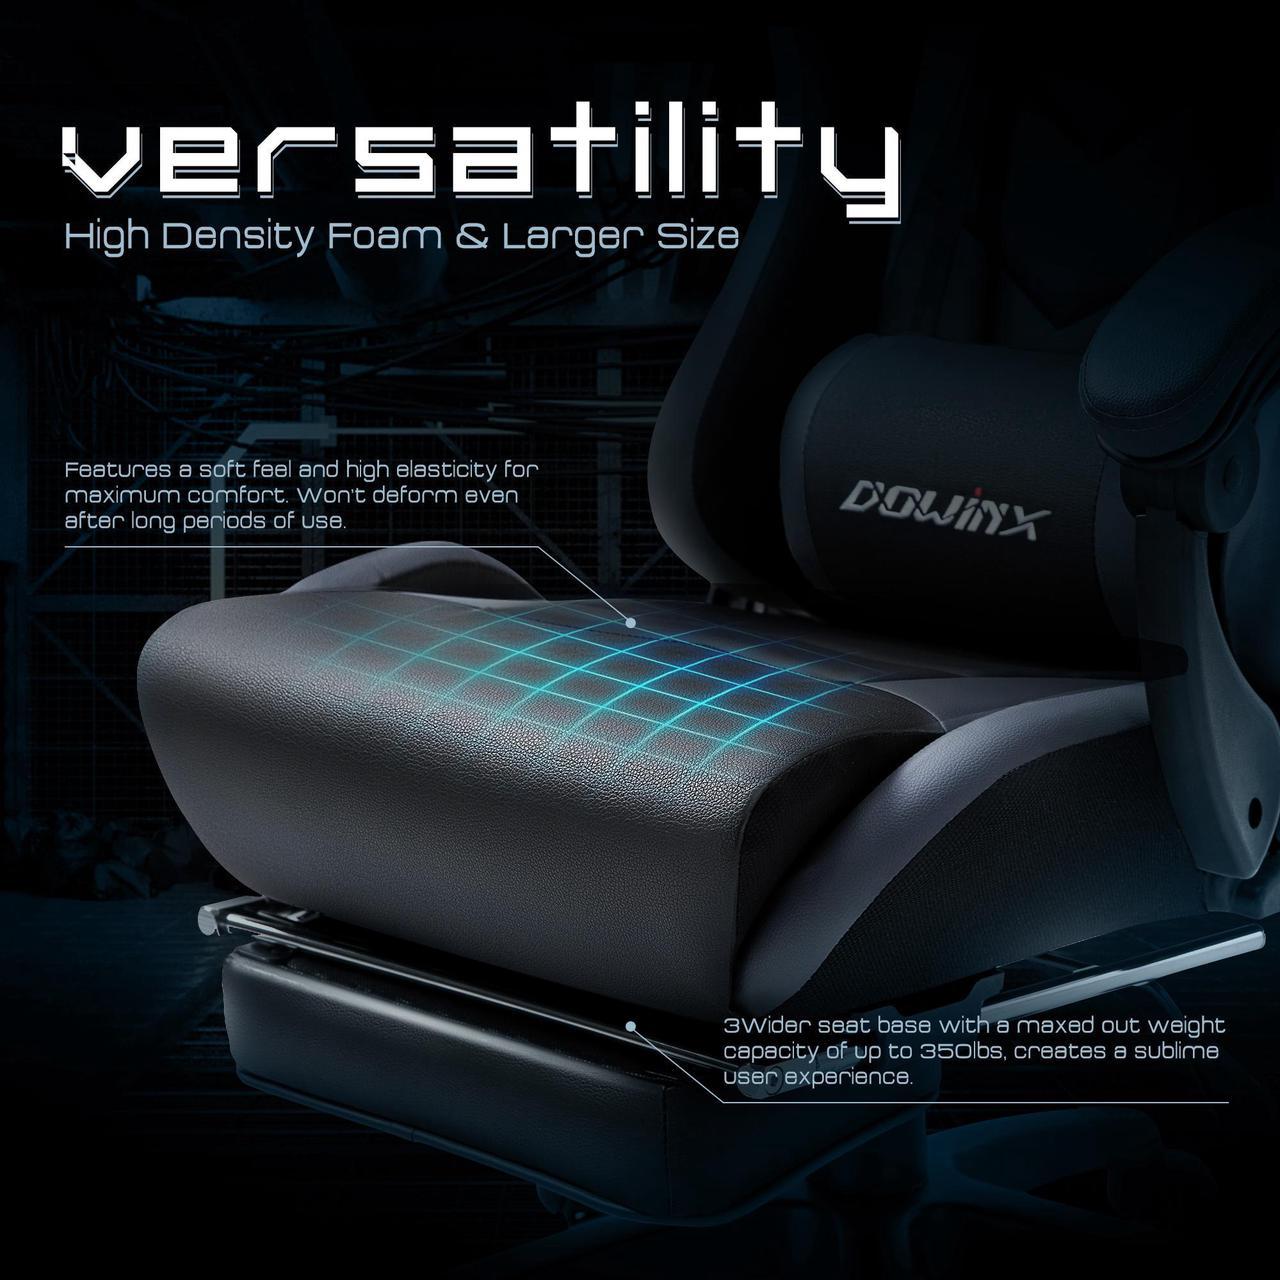 versatility
High Density Foam & Larger Size
Features a soft feel and high elasticity for
maximum comfort. Won't deform even
after long periods of use.
DOWINX
3Wider seat base with a maxed out weight
capacity of up to 350lbs, creates a sublime
user experience.